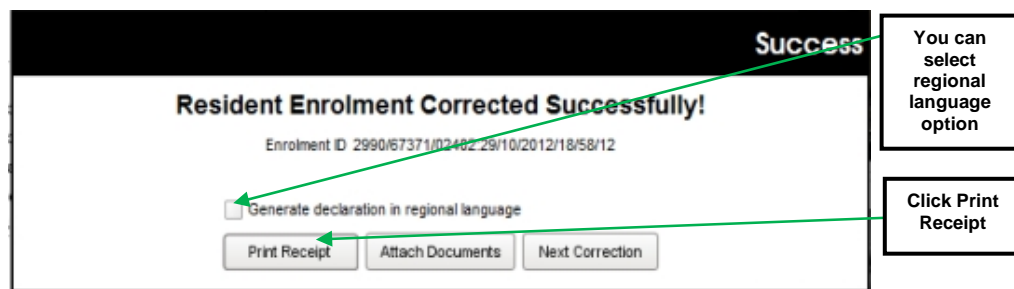 Success
Resident Enrolment Corrected Successfully!
Enrolment ID 2990/67371/02482 29/10/2012/18/58/12
Generate declaration in regional language
Print Receipt
Attach Documents
Next Correction
You can
select
regional
language
option
Click Print
Receipt